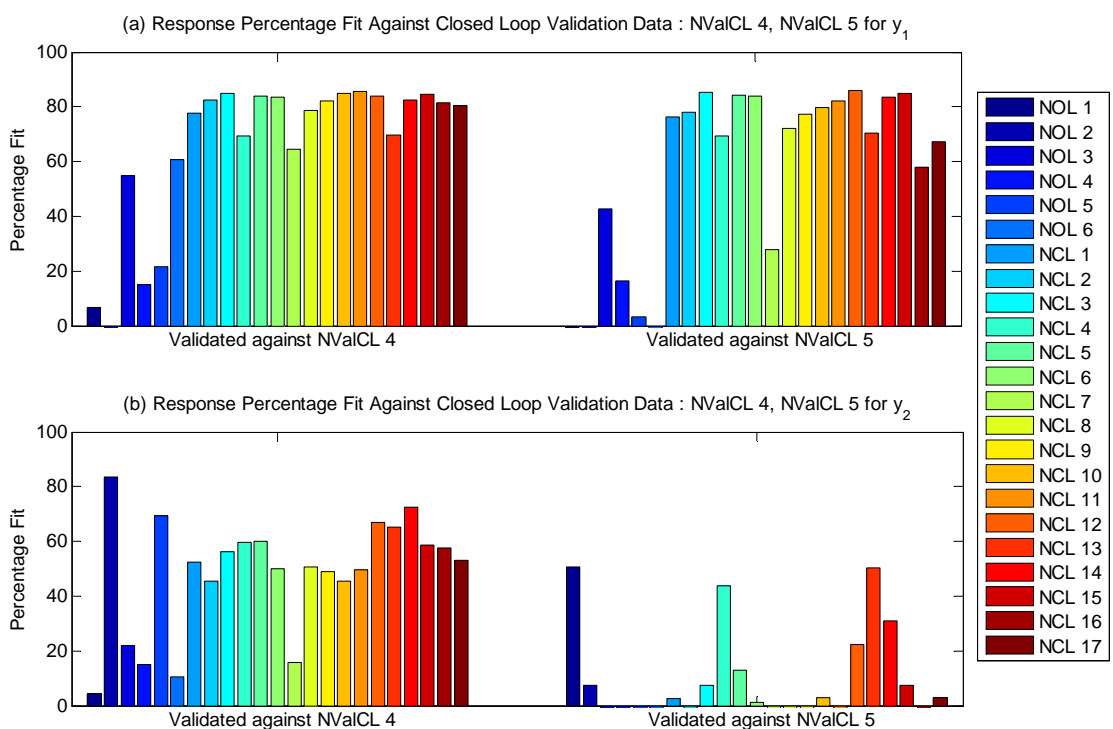 (a) Response Percentage Fit Against Closed Loop Validation Data : NValCL 4, NValCL 5 for y1
100
80
60
40
20
0
Percentage Fit
Validated against NValCL 4
Validated against NValCL 5
(b) Response Percentage Fit Against Closed Loop Validation Data : NValCL 4, NValCL 5 for y2
100
80
60
40
20
0
Percentage Fit
Validated against NValCL 4
Validated against NValCL 5
NOL 1
NOL 2
NOL 3
NOL 4
NOL 5
NOL 6
NCL 1
NCL 2
NCL 3
NCL 4
NCL 5
NCL 6
NCL 7
NCL 8
NCL 9
NCL 10
NCL 11
NCL 12
NCL 13
NCL 14
NCL 15
NCL 16
NCL 17